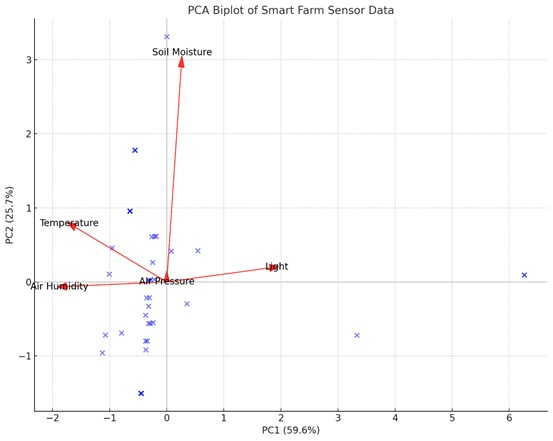 PCA Biplot of Smart Farm Sensor Data
Soil Moisture
Temperature
Light
Air Pressure
Air Humidity
PC2 (25.7%)
3
2
1
0
−1
−2 −1 0 1 2 3 4 5 6
PC1 (59.6%)